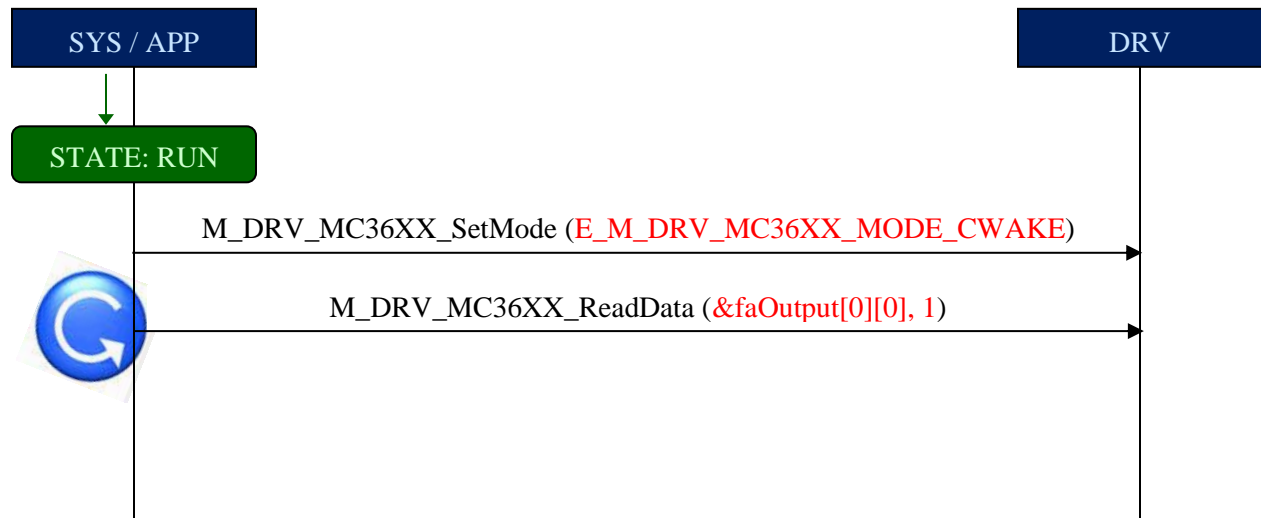 SYS / APP
DRV
STATE: RUN
M_DRV_MC36XX_SetMode (E_M_DRV_MC36XX_MODE_CWAKE)
M_DRV_MC36XX_ReadData (&faOutput[0][0], 1)